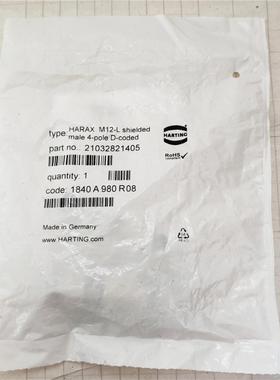 type: HARAX M12-L shielded
male 4-pole D-coded
part no.: 21032821405
HARTING
RoHS
quantity: 1
code: 1840 A 980 R 08
Made in Germany
www.HARTING.com